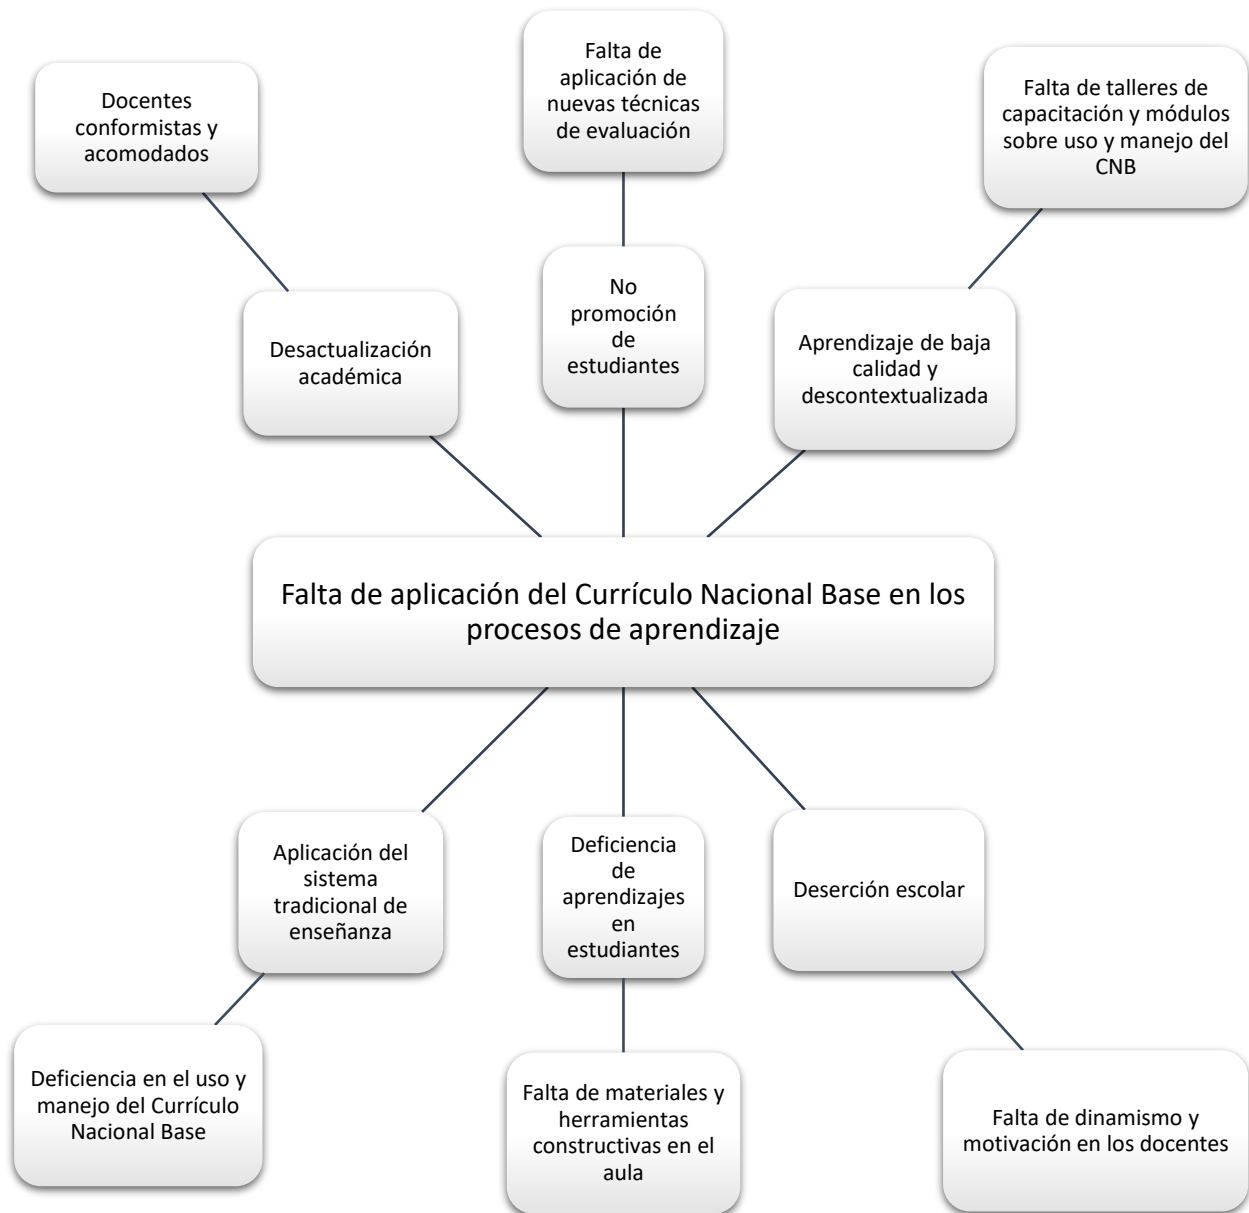 Falta de
aplicación de
nuevas técnicas
de evaluación
Docentes
conformistas y
acomodados
Falta de talleres de
capacitación y módulos
sobre uso y manejo del
CNB
No
promoción
de
estudiantes
Desactualización
académica
Aprendizaje de baja
calidad y
descontextualizada
Falta de aplicación del Currículo Nacional Base en los
procesos de aprendizaje
Aplicación del
sistema
tradicional de
enseñanza
Deficiencia
de
aprendizajes
en
estudiantes
Deserción escolar
Deficiencia en el uso y
manejo del Currículo
Nacional Base
Falta de materiales y
herramientas
constructivas en el
aula
Falta de dinamismo y
motivación en los docentes